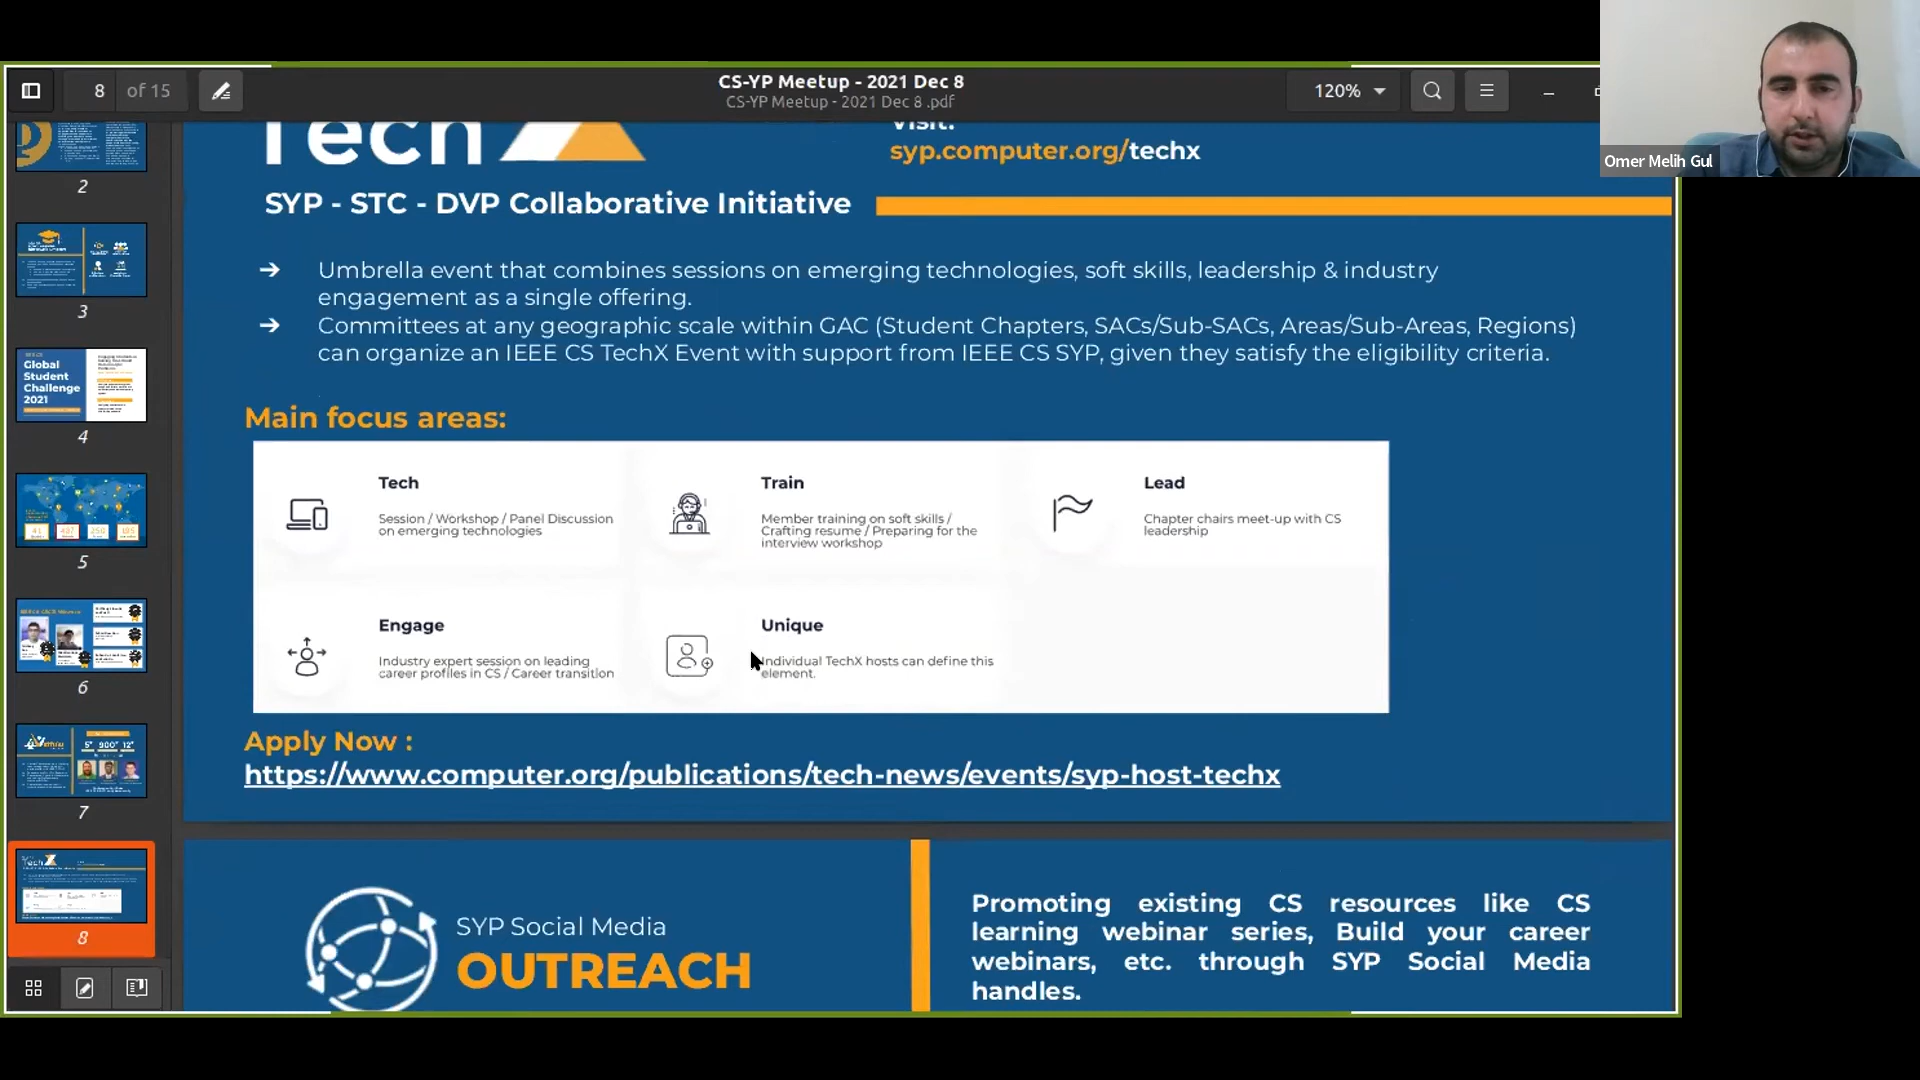 CS-YP Meetup - 2021 Dec 8
CS-YP Meetup - 2021 Dec 8 .pdf
8 of 15
120%
Omer Melih Gul
2
3
Global
Student
Challenge
2021
4
5
6
7
8
Tech
Visit:
syp.computer.org/techx
SYP - STC - DVP Collaborative Initiative
➔ Umbrella event that combines sessions on emerging technologies, soft skills, leadership & industry
engagement as a single offering.
➔ Committees at any geographic scale within GAC (Student Chapters, SACs/Sub-SACs, Areas/Sub-Areas, Regions)
can organize an IEEE CS TechX Event with support from IEEE CS SYP, given they satisfy the eligibility criteria.
Main focus areas:
Tech
Session / Workshop / Panel Discussion
on emerging technologies
Train
Member training on soft skills /
Crafting resume / Preparing for the
interview workshop
Lead
Chapter chairs meet-up with CS
leadership
Engage
Industry expert session on leading
career profiles in CS / Career transition
Unique
Individual TechX hosts can define this
element.
Apply Now :
https://www.computer.org/publications/tech-news/events/syp-host-techx
SYP Social Media
OUTREACH
Promoting existing CS resources like CS
learning webinar series, Build your career
webinars, etc. through SYP Social Media
handles.